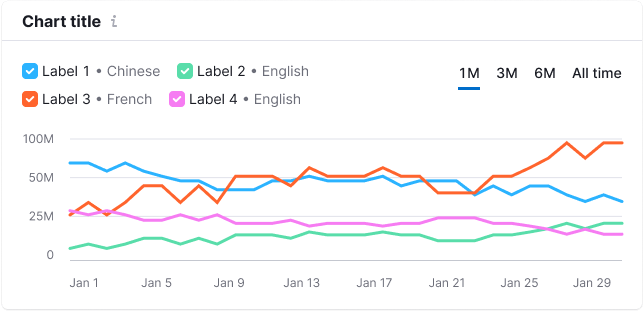 Chart title
Label 1 • Chinese Label 2 • English
Label 3 • French Label 4 • English
1M 3M 6M All time
100M
50M
25M
0
Jan 1 Jan 5 Jan 9 Jan 13 Jan 17 Jan 21 Jan 25 Jan 29